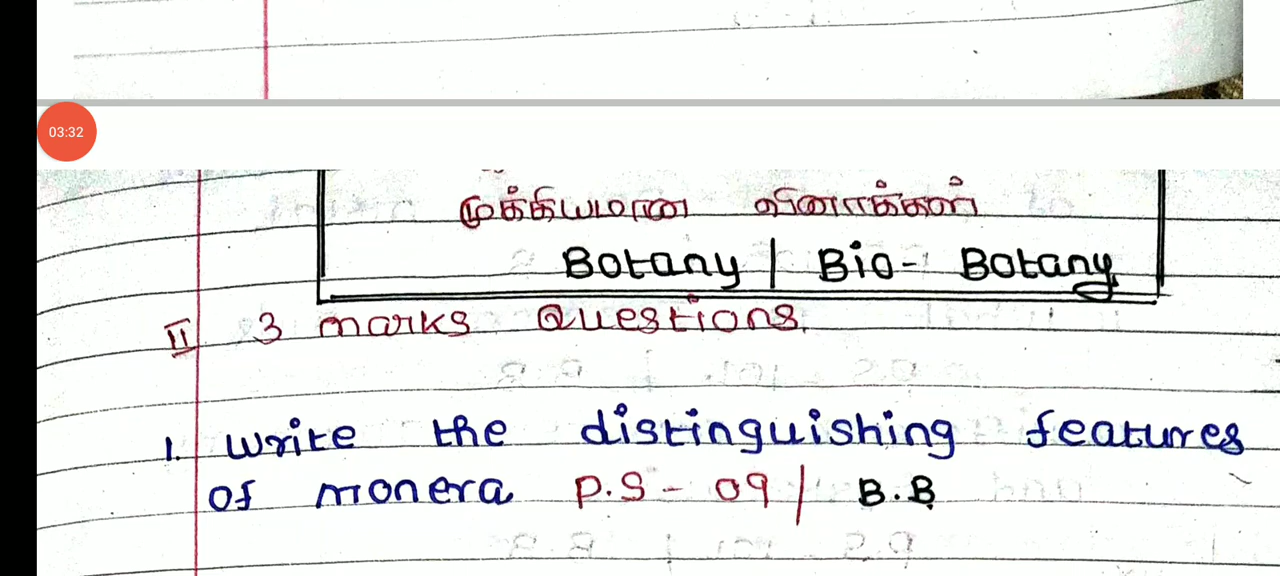 03:32
முக்கியமான வினாக்கள்
Botany | Bio- Botany
II 3 marks Questions.
1. Write the distinguishing features
of monera P.S - 09 / B.B